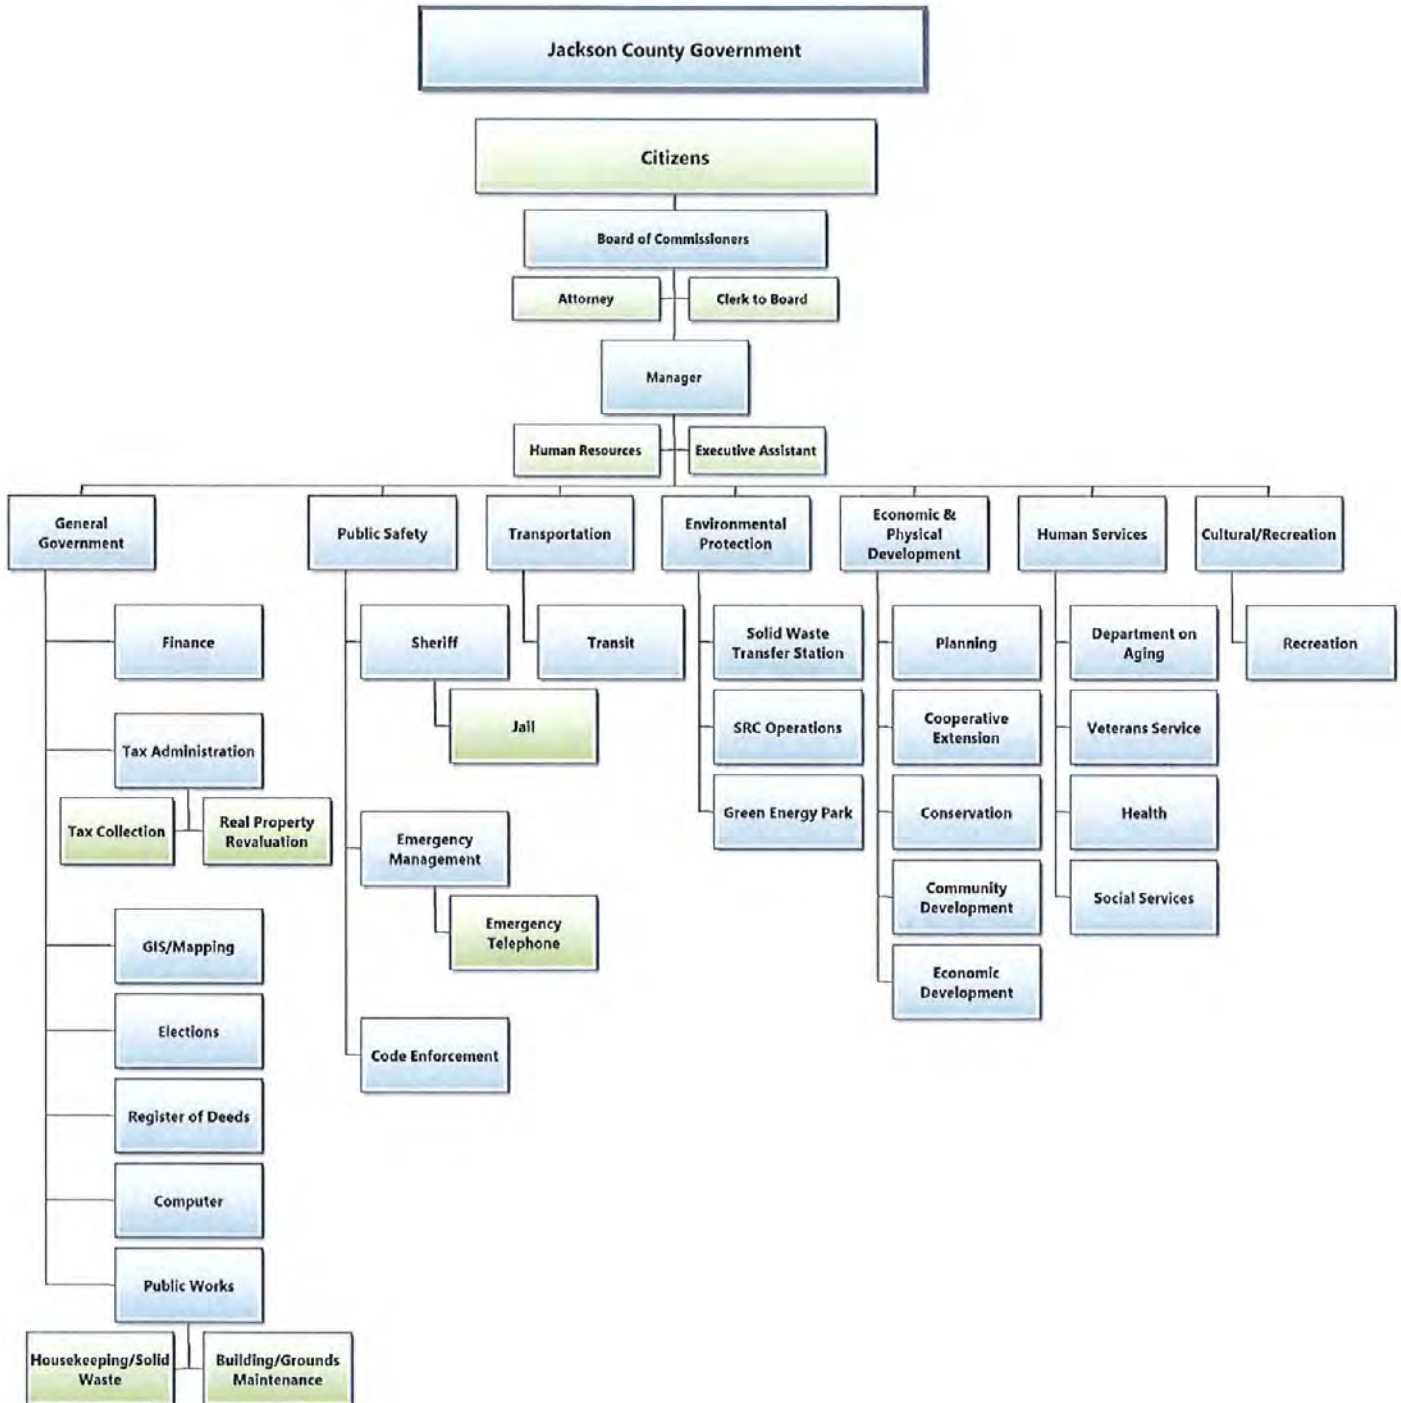 Jackson County Government
Citizens
Board of Commissioners
Attorney
Clerk to Board
Manager
Human Resources
Executive Assistant
General
Government
Public Safety
Transportation
Environmental
Protection
Economic &
Physical
Development
Human Services
Cultural/Recreation
Finance
Tax Administration
Tax Collection
Real Property
Revaluation
GIS/Mapping
Elections
Register of Deeds
Computer
Public Works
Housekeeping/Solid
Waste
Building/Grounds
Maintenance
Sheriff
Jail
Emergency
Management
Emergency
Telephone
Code Enforcement
Transit
Solid Waste
Transfer Station
SRC Operations
Green Energy Park
Planning
Cooperative
Extension
Conservation
Community
Development
Economic
Development
Department on
Aging
Veterans Service
Health
Social Services
Recreation